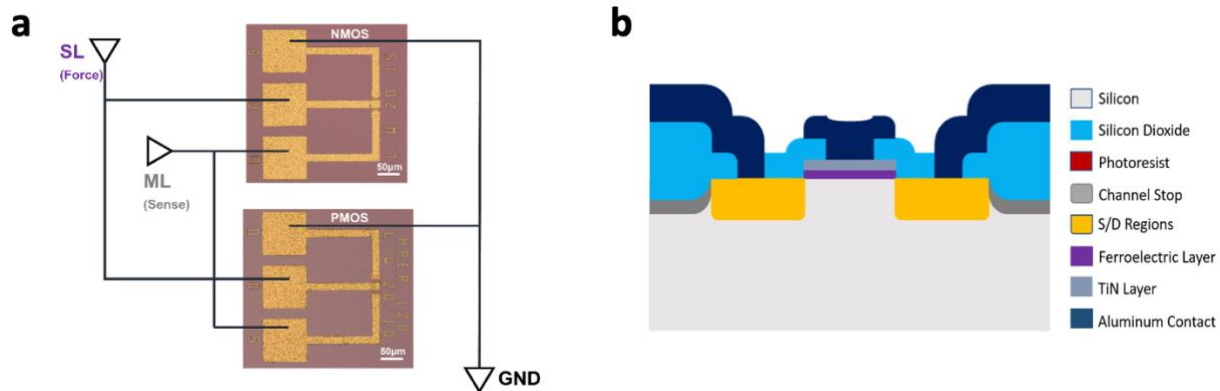 a
SL
(Force)
ML
(Sense)
NMOS
S
D
50μm
PMOS
D
G
S
50μm
GND
b
Silicon
Silicon Dioxide
Photoresist
Channel Stop
S/D Regions
Ferroelectric Layer
TiN Layer
Aluminum Contact